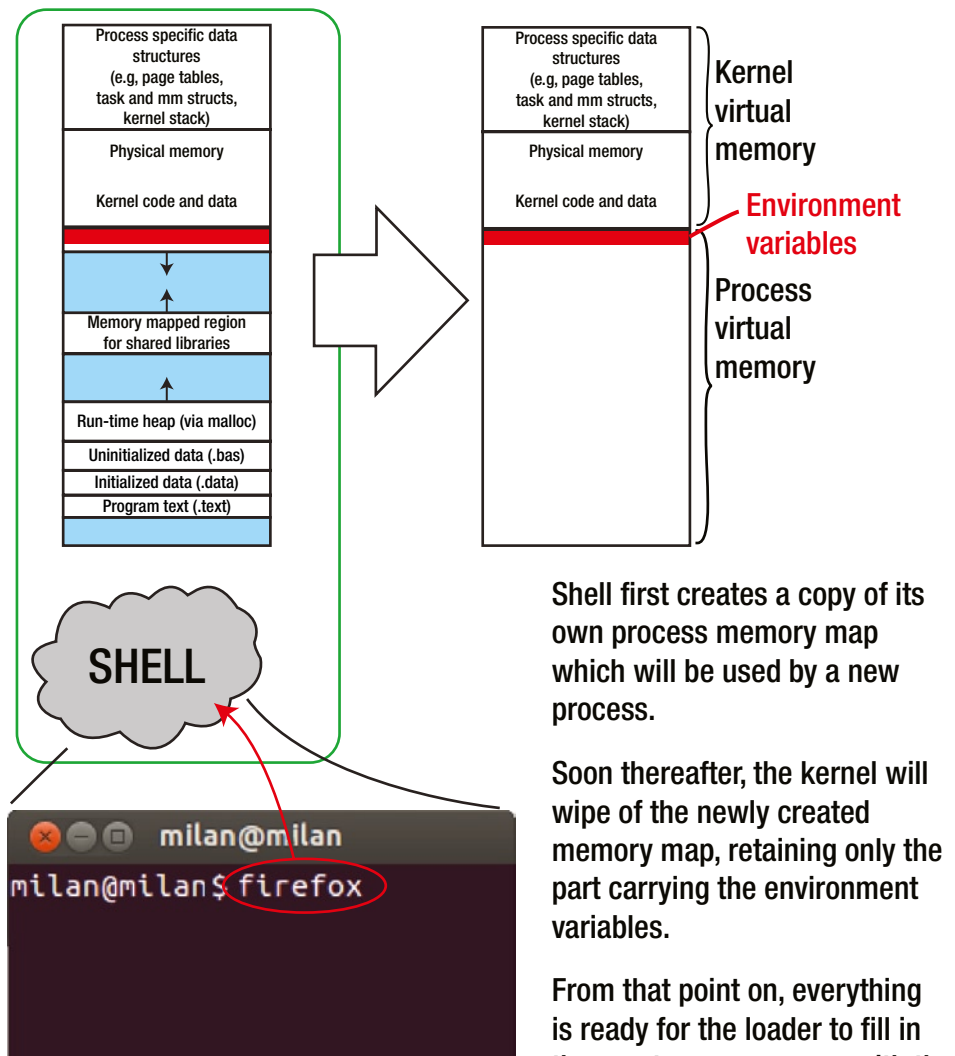 Process specific data
structures
(e.g, page tables,
task and mm structs,
kernel stack)
Physical memory
Kernel code and data
Memory mapped region
for shared libraries
Run-time heap (via malloc)
Uninitialized data (.bas)
Initialized data (.data)
Program text (.text)
Process specific data
structures
(e.g, page tables,
task and mm structs,
kernel stack)
Physical memory
Kernel code and data
Kernel
virtual
memory
Environment
variables
Process
virtual
memory
SHELL
milan@milan
milan@milan$ firefox
Shell first creates a copy of its
own process memory map
which will be used by a new
process.
Soon thereafter, the kernel will
wipe of the newly created
memory map, retaining only the
part carrying the environment
variables.
From that point on, everything
is ready for the loader to fill in